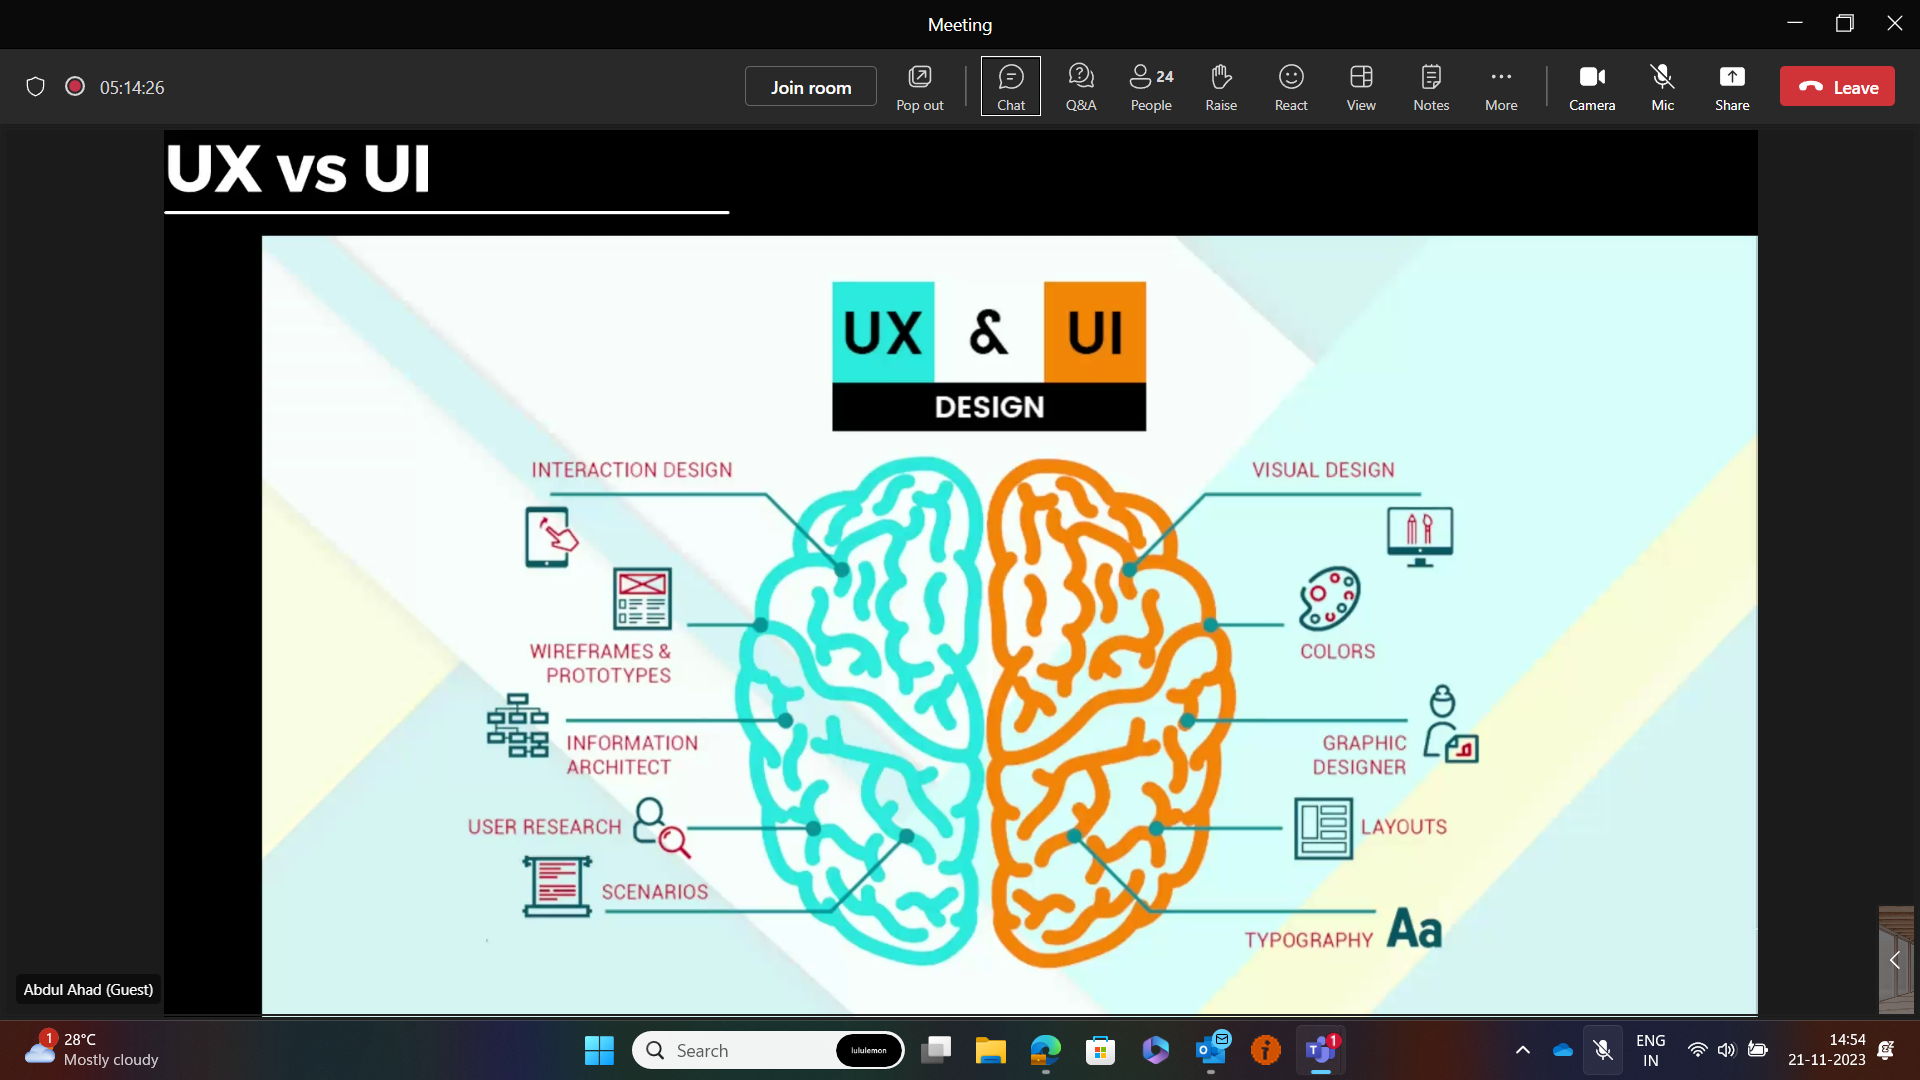 Meeting
05:14:26
Join room
Pop out
Chat
Q&A
24
People
Raise
React
View
Notes
More
Camera
Mic
Share
Leave
UX vs UI
UX & UI
DESIGN
INTERACTION DESIGN
VISUAL DESIGN
WIREFRAMES &
PROTOTYPES
COLORS
INFORMATION
ARCHITECT
GRAPHIC
DESIGNER
USER RESEARCH
LAYOUTS
SCENARIOS
TYPOGRAPHY
Aa
Abdul Ahad (Guest)
1
28°C
Mostly cloudy
Search
lululemon
1
ENG
IN
14:54
21-11-2023